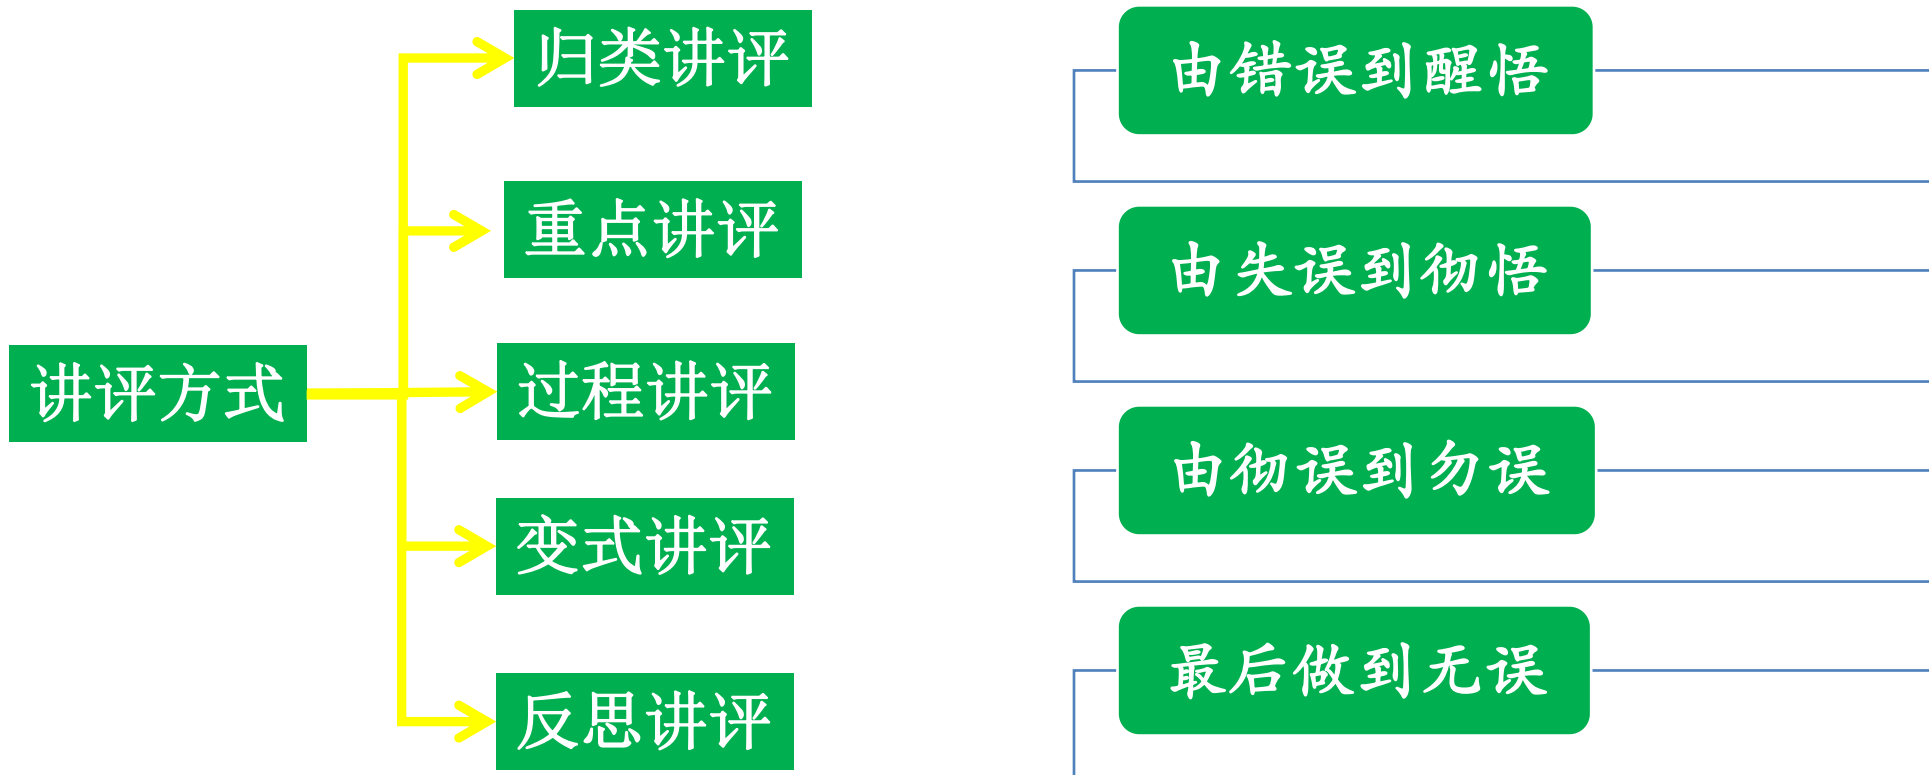 讲评方式
归类讲评
重点讲评
过程讲评
变式讲评
反思讲评
由错误到醒悟
由失误到彻悟
由彻误到勿误
最后做到无误